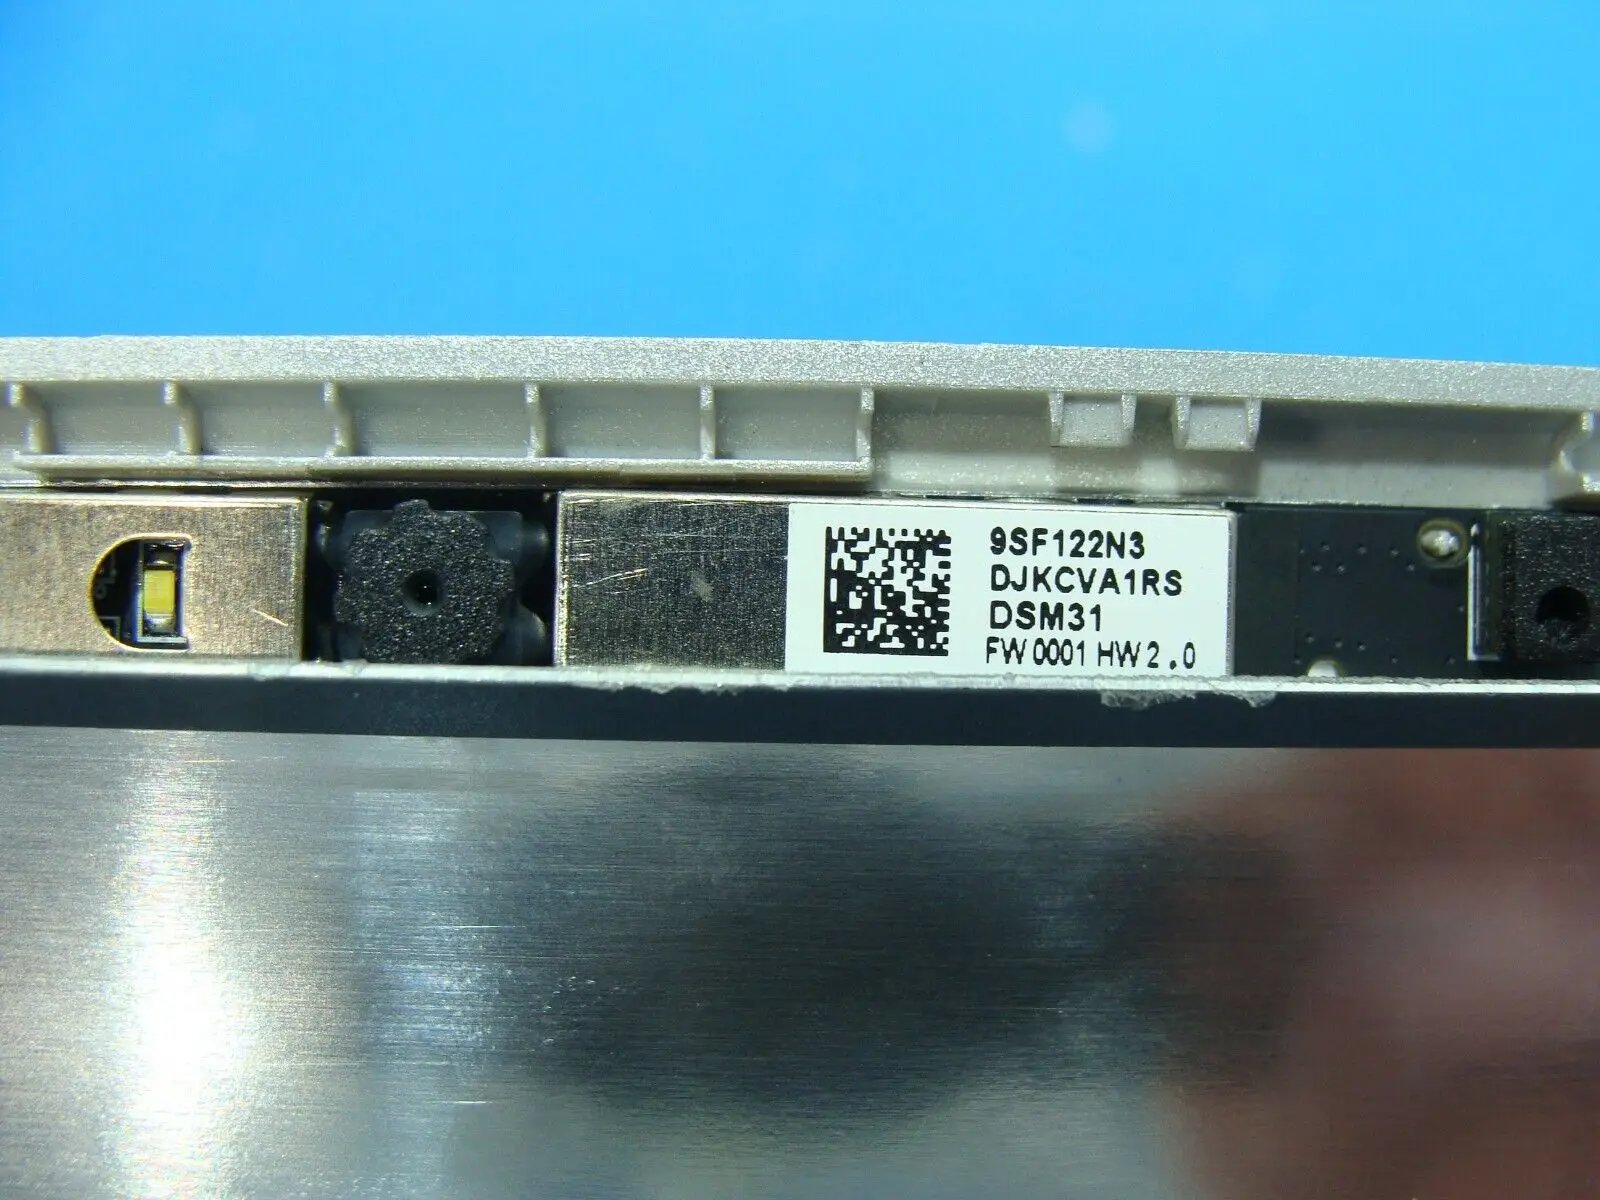 9SF122N3
DJKCVA1RS
DSM31
FW 0001 HW 2.0